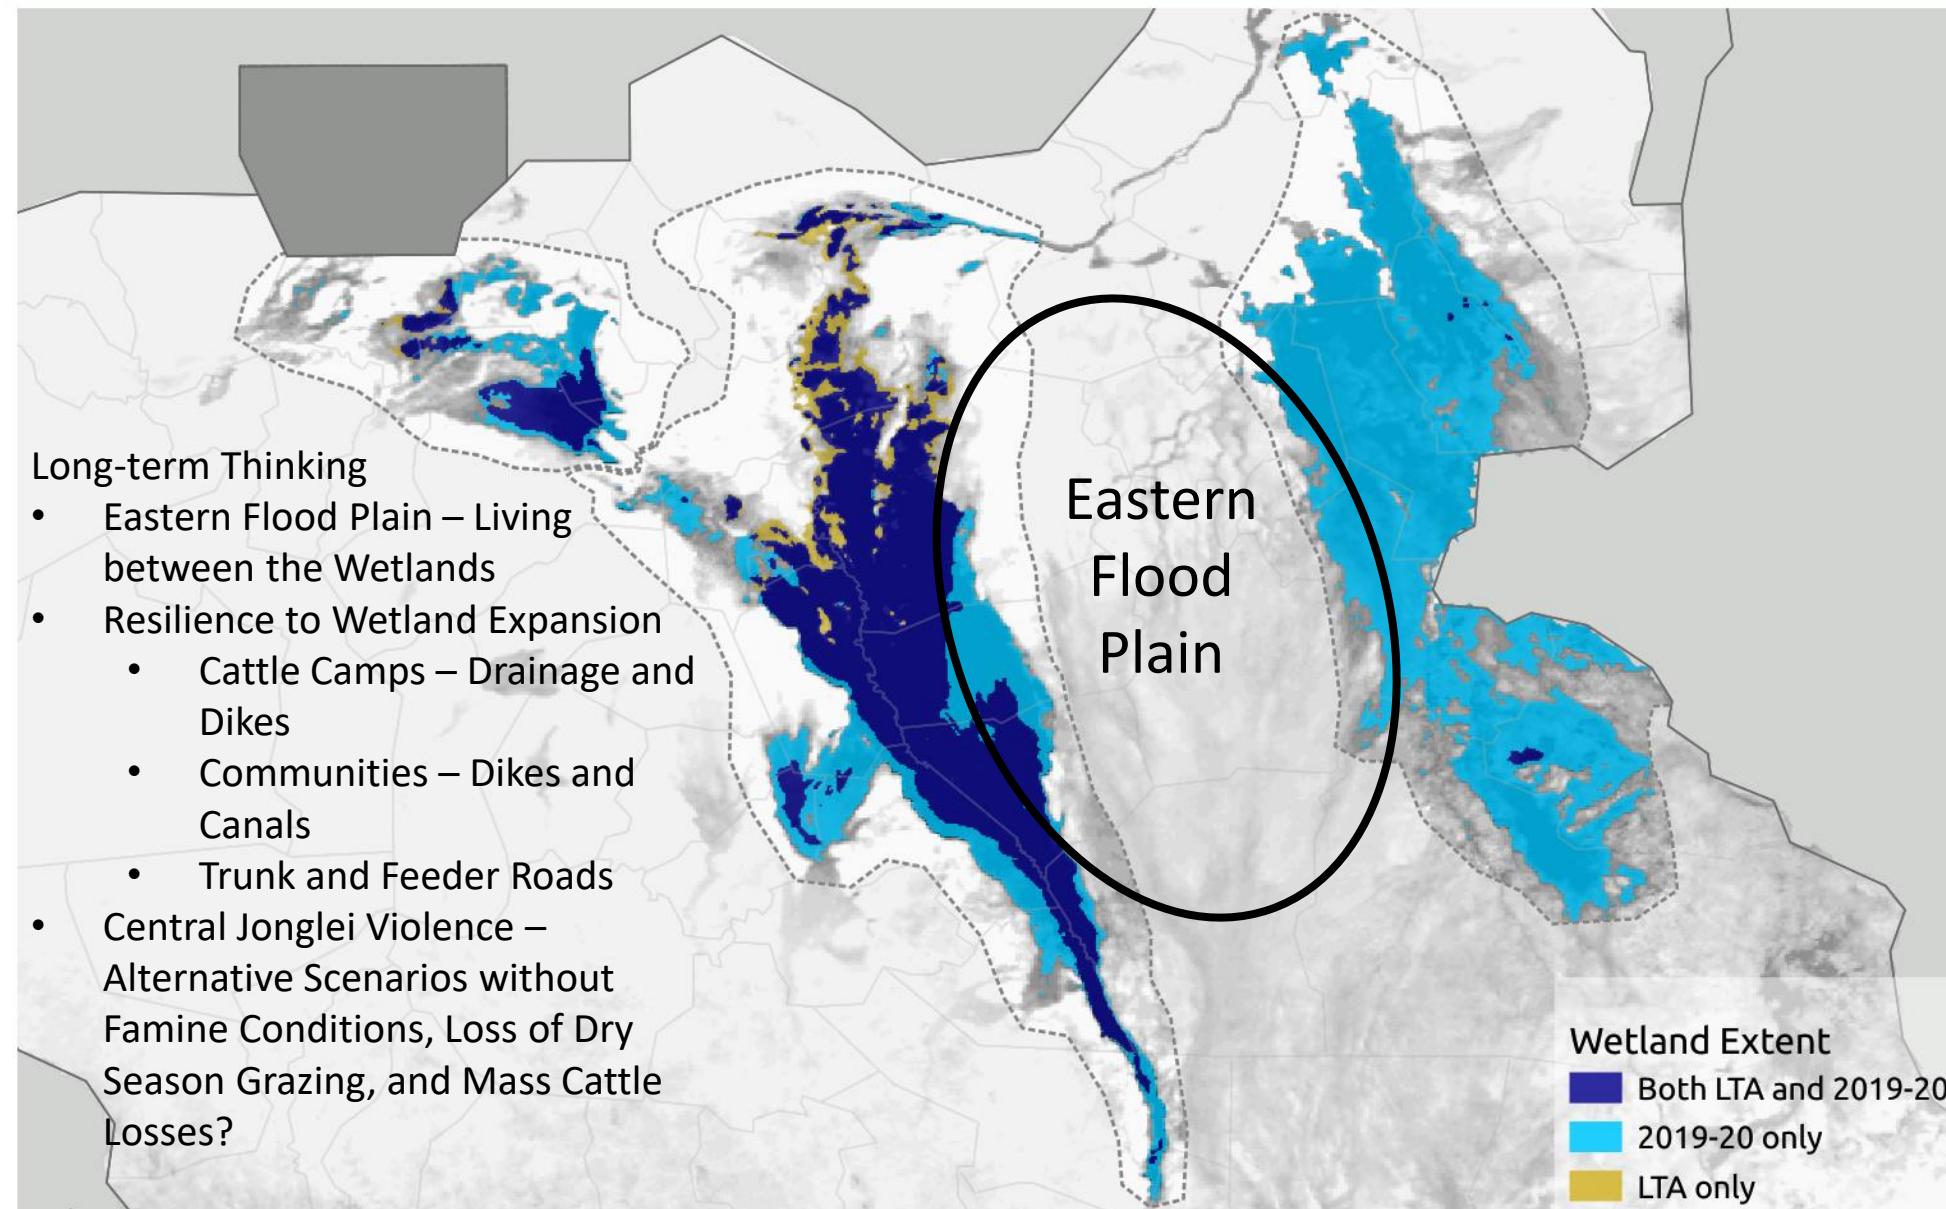 Long-term Thinking
• Eastern Flood Plain – Living
between the Wetlands
• Resilience to Wetland Expansion
• Cattle Camps – Drainage and
Dikes
• Communities – Dikes and
Canals
• Trunk and Feeder Roads
• Central Jonglei Violence –
Alternative Scenarios without
Famine Conditions, Loss of Dry
Season Grazing, and Mass Cattle
Losses?
Eastern
Flood
Plain
Wetland Extent
Both LTA and 2019-20
2019-20 only
LTA only